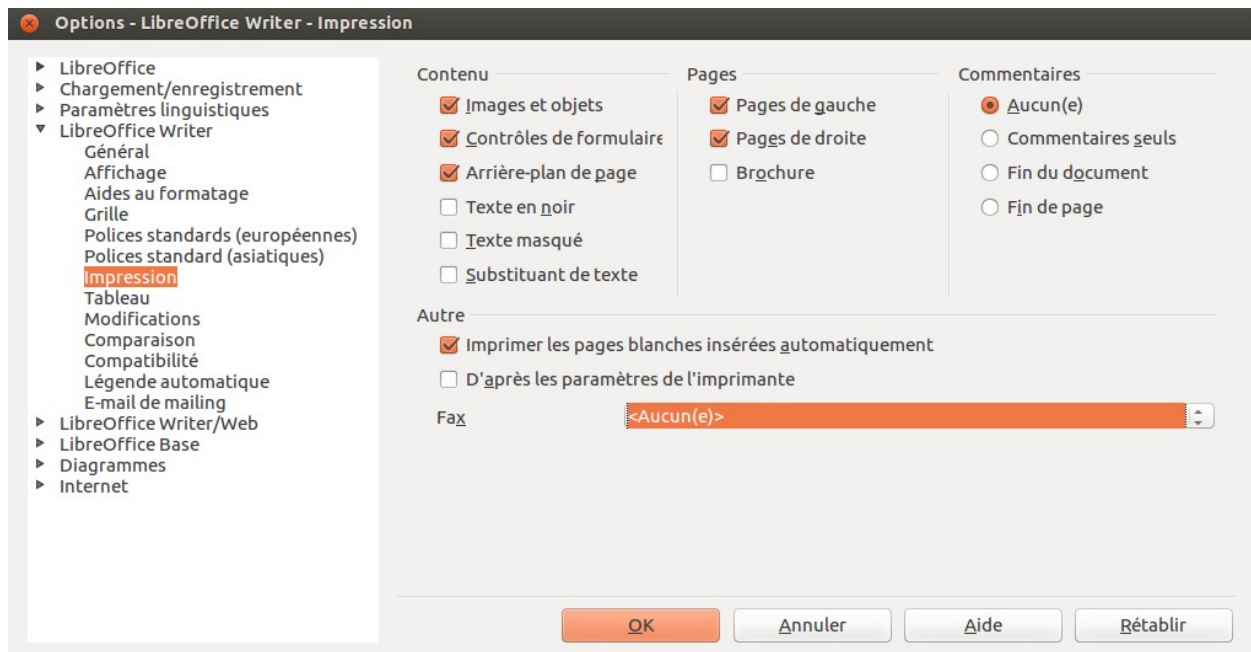 Options - LibreOffice Writer - Impression
LibreOffice
Chargement/enregistrement
Paramètres linguistiques
LibreOffice Writer
Général
Affichage
Aides au formatage
Grille
Polices standards (européennes)
Polices standard (asiatiques)
Impression
Tableau
Modifications
Comparaison
Compatibilité
Légende automatique
E-mail de mailing
LibreOffice Writer/Web
LibreOffice Base
Diagrammes
Internet
Contenu
Images et objets
Contrôles de formulaire
Arrière-plan de page
Texte en noir
Texte masqué
Substituant de texte
Pages
Pages de gauche
Pages de droite
Brochure
Commentaires
Aucun(e)
Commentaires seuls
Fin du document
Fin de page
Autre
Imprimer les pages blanches insérées automatiquement
D'après les paramètres de l'imprimante
Fax <Aucun(e)>
OK Annuler Aide Rétablir